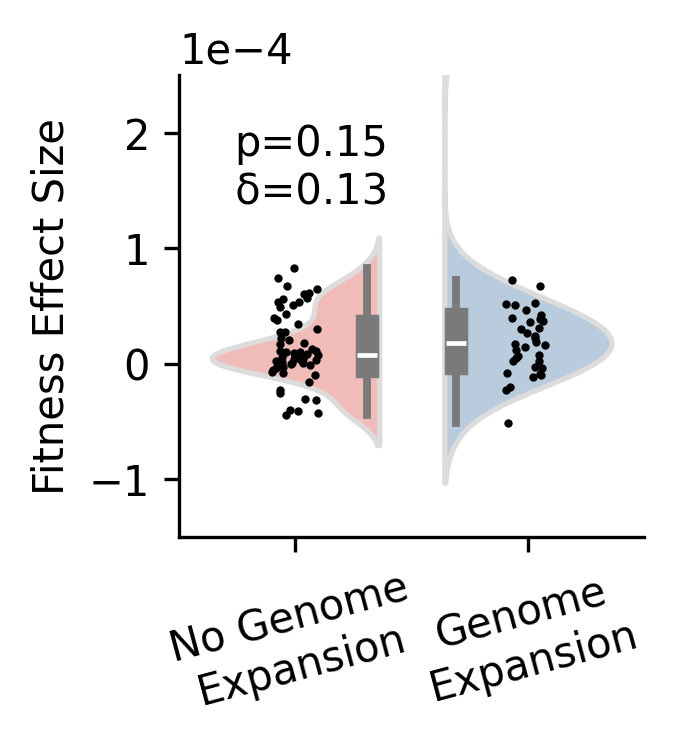 1e−4
Fitness Effect Size
2
1
0
−1
p=0.15
δ=0.13
No Genome
Expansion
Genome
Expansion